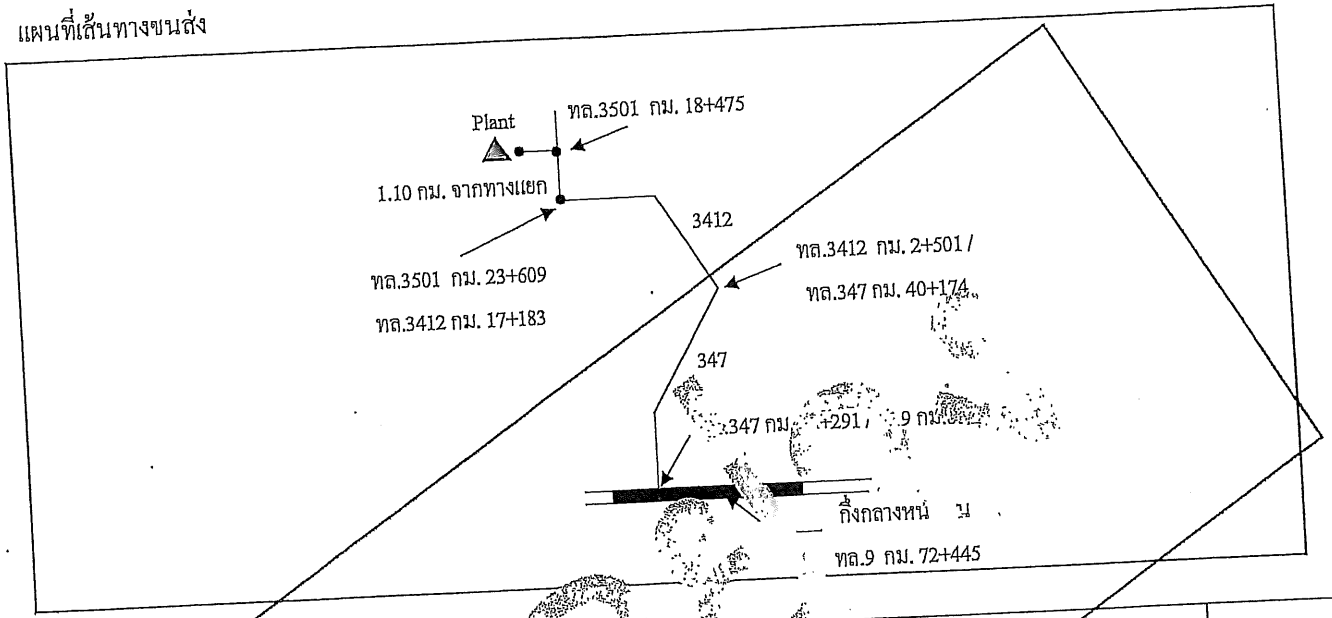 แผนที่เส้นทางขนส่ง
ทล.3501 กม. 18+475
Plant
1.10 กม. จากทางแยก
3412
ทล.3412 กม. 2+501 /
ทล.347 กม. 40+174
ทล.3501 กม. 23+609
ทล.3412 กม. 17+183
347
.347 กม +291 / 9 กม.
กึ่งกลางหน้
ทล.9 กม. 72+445